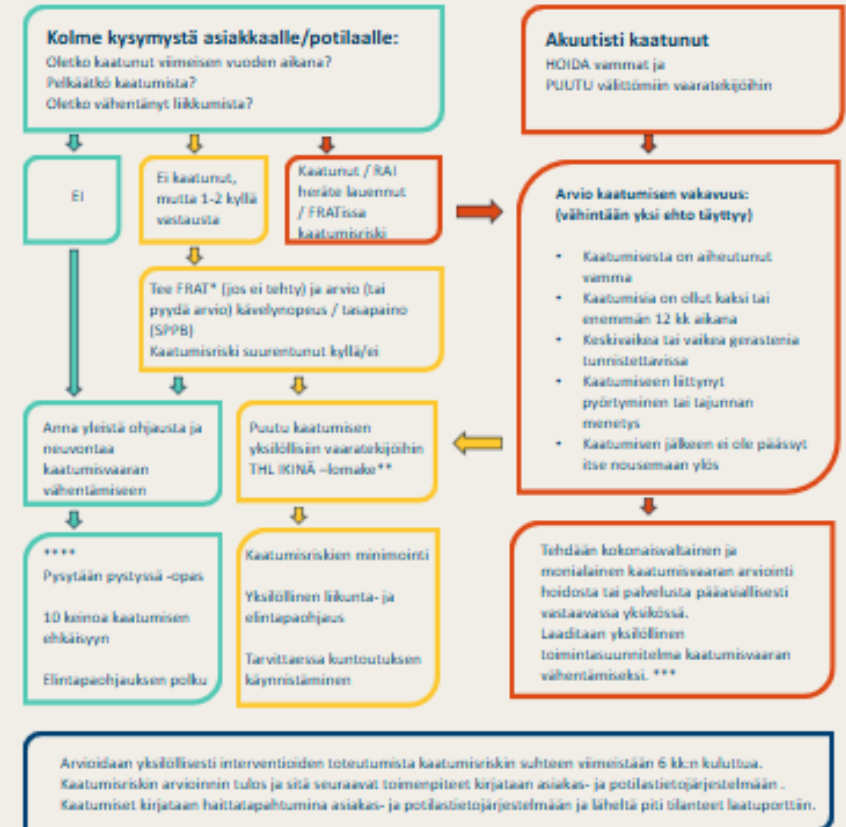 Kolme kysymystä asiakkaalle/potilaalle:
Oletko kaatunut viimeisen vuoden aikana?
Pelkäätkö kaatumista?
Oletko vähentänyt liikkumista?
Akuutisti kaatunut
HOIDA vammat ja
PUUTU välittömiin vaaratekijöihin
EI
Ei kaatunut,
mutta 1-2 kyllä
vastausta
Kaatunut / RAI
heräte lauennut
/ FRATissa
kaatumisriski
Arvio kaatumisen vakavuus:
(vähintään yksi ehto täyttyy)
• Kaatumisesta on aiheutunut
vamma
• Kaatumisia on ollut kaksi tai
enemmän 12 kk aikana
• Keskivaikea tai vaikea gerastenia
tunnistettavissa
• Kaatumiseen liittynyt
pyörtyminen tai tajunnan
menetys
• Kaatumisen jälkeen ei ole päässyt
itse nousemaan ylös
Tee FRAT* (jos ei tehty) ja arvio (tai
pyydä arvio) kävelynopeus / tasapaino
(SPPB)
Kaatumisriski suurentunut kyllä/ei
Anna yleistä ohjausta ja
neuvontaa
kaatumisvaaran
vähentämiseen
Puutu kaatumisen
yksilöllisiin vaaratekijöihin
THL IKINÄ –lomake**
****
Pysytään pystyssä -opas
10 keinoa kaatumisen
ehkäisyyn
Elintapaohjauksen polku
Kaatumisriskien minimointi
Yksilöllinen liikunta- ja
elintapaohjaus
Tarvittaessa kuntoutuksen
käynnistäminen
Tehdään kokonaisvaltainen ja
monialainen kaatumisvaaran arviointi
hoidosta tai palvelusta pääasiallisesti
vastaavassa yksikössä.
Laaditaan yksilöllinen
toimintasuunnitelma kaatumisvaaran
vähentämiseksi. ***
Arvioidaan yksilöllisesti interventioiden toteutumista kaatumisriskin suhteen viimeistään 6 kk:n kuluttua.
Kaatumisriskin arvioinnin tulos ja sitä seuraavat toimenpiteet kirjataan asiakas- ja potilastietojärjestelmään .
Kaatumiset kirjataan haittatapahtumina asiakas- ja potilastietojärjestelmään ja läheltä piti tilanteet laatuporttiin.